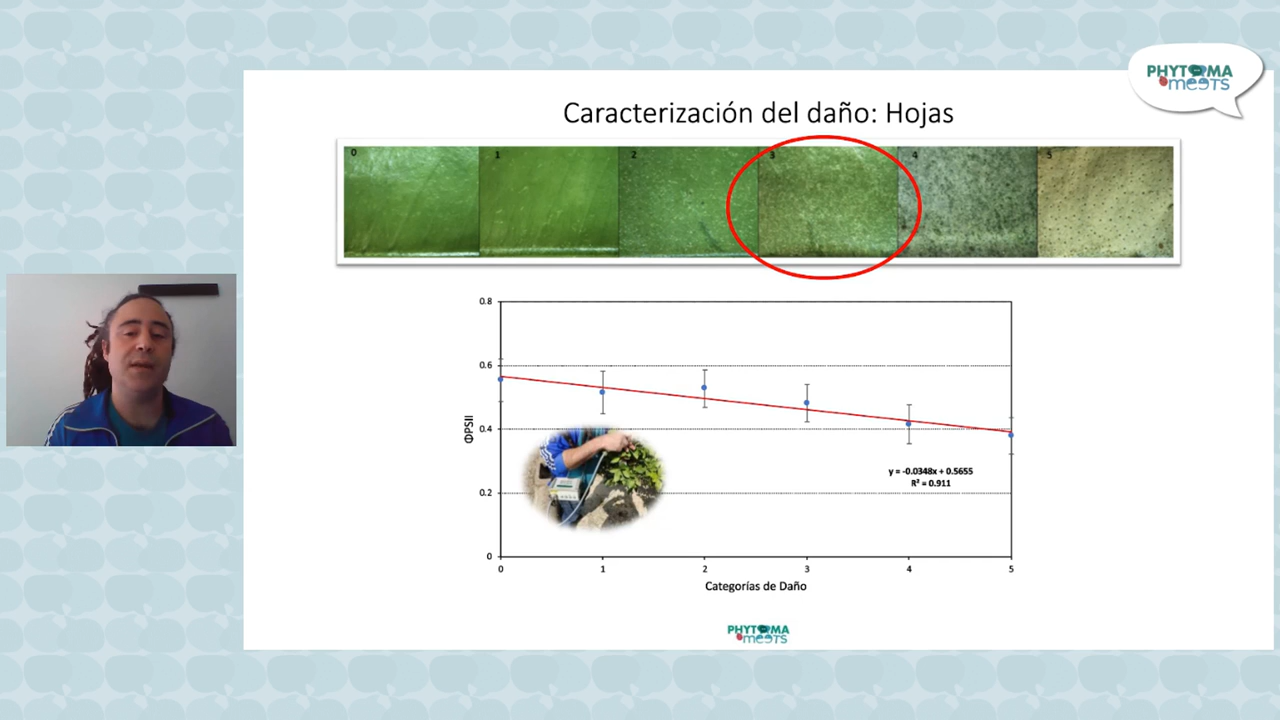 PHYTOMA
meets
Caracterización del daño: Hojas
0
1
2
3
4
5
0.8
0.6
0.4
0.2
0
ΦPSII
y = -0.0348x + 0.5655
R² = 0.911
0
1
2
3
4
5
Categorías de Daño
PHYTOMA
meets